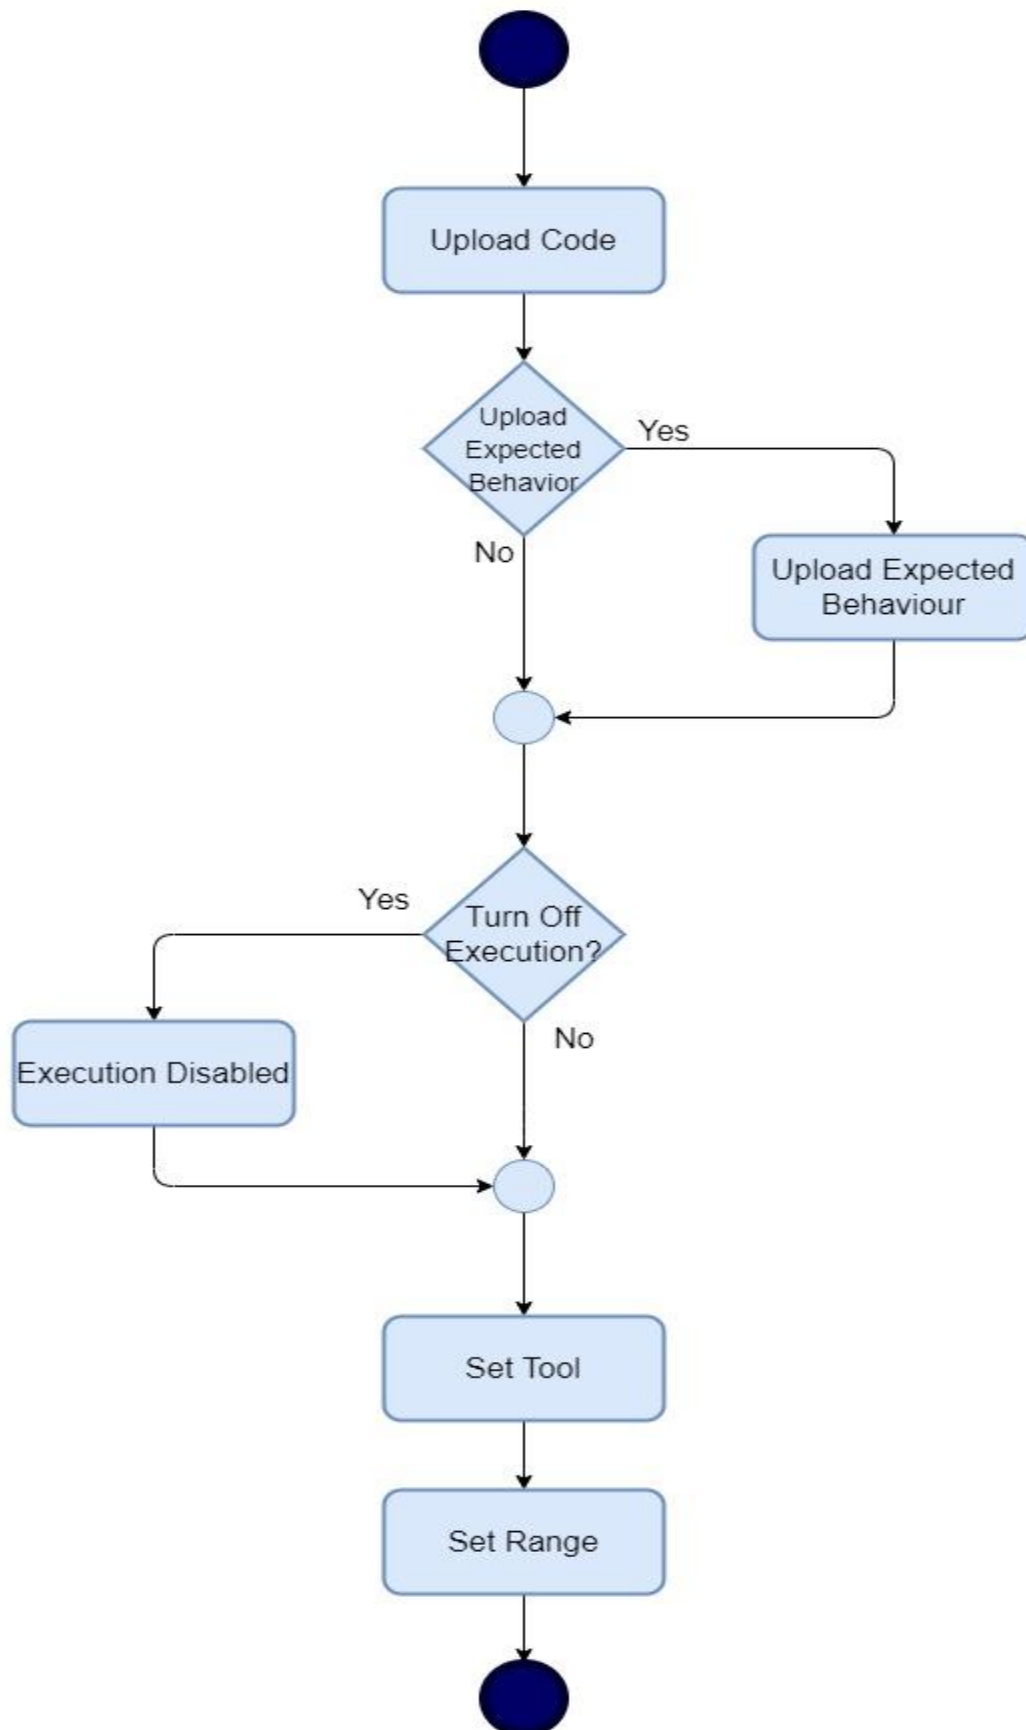 Upload Code
Upload
Expected
Behavior
Yes
No
Upload Expected
Behaviour
Yes
Turn Off
Execution?
No
Execution Disabled
Set Tool
Set Range